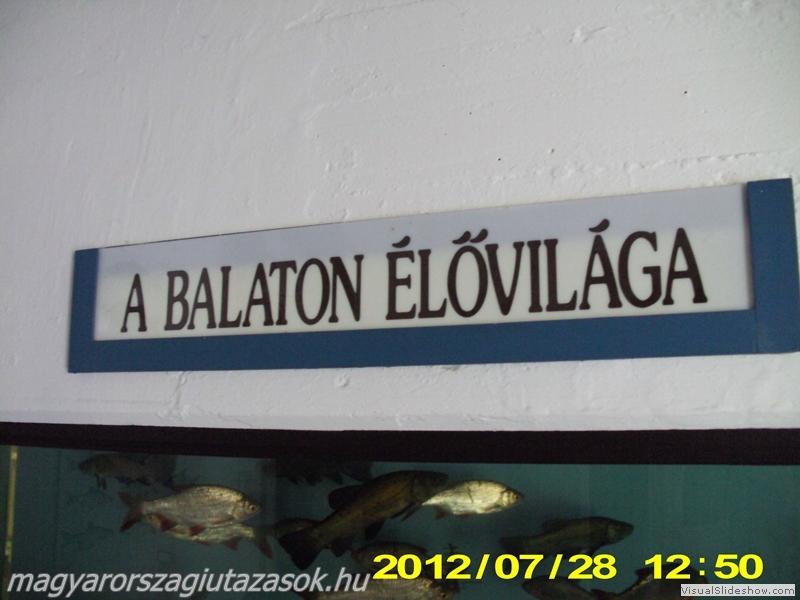 A BALATON ÉLŐVILÁGA
magyarorszagiutazasok.hu
2012/07/28 12:50
VisualSlideshow.com